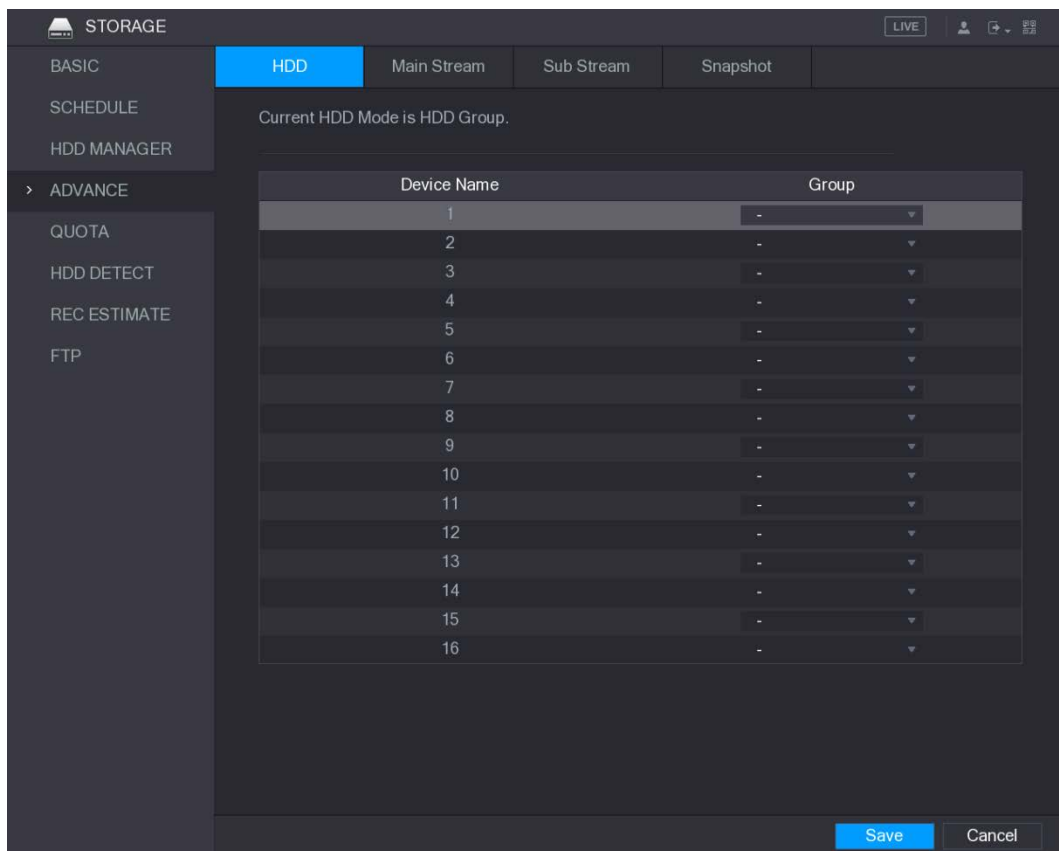 STORAGE LIVE
BASIC
SCHEDULE
HDD MANAGER
ADVANCE
QUOTA
HDD DETECT
REC ESTIMATE
FTP
HDD Main Stream Sub Stream Snapshot
Current HDD Mode is HDD Group.
Device Name Group
1 -
2 -
3 -
4 -
5 -
6 -
7 -
8 -
9 -
10 -
11 -
12 -
13 -
14 -
15 -
16 -
Save Cancel